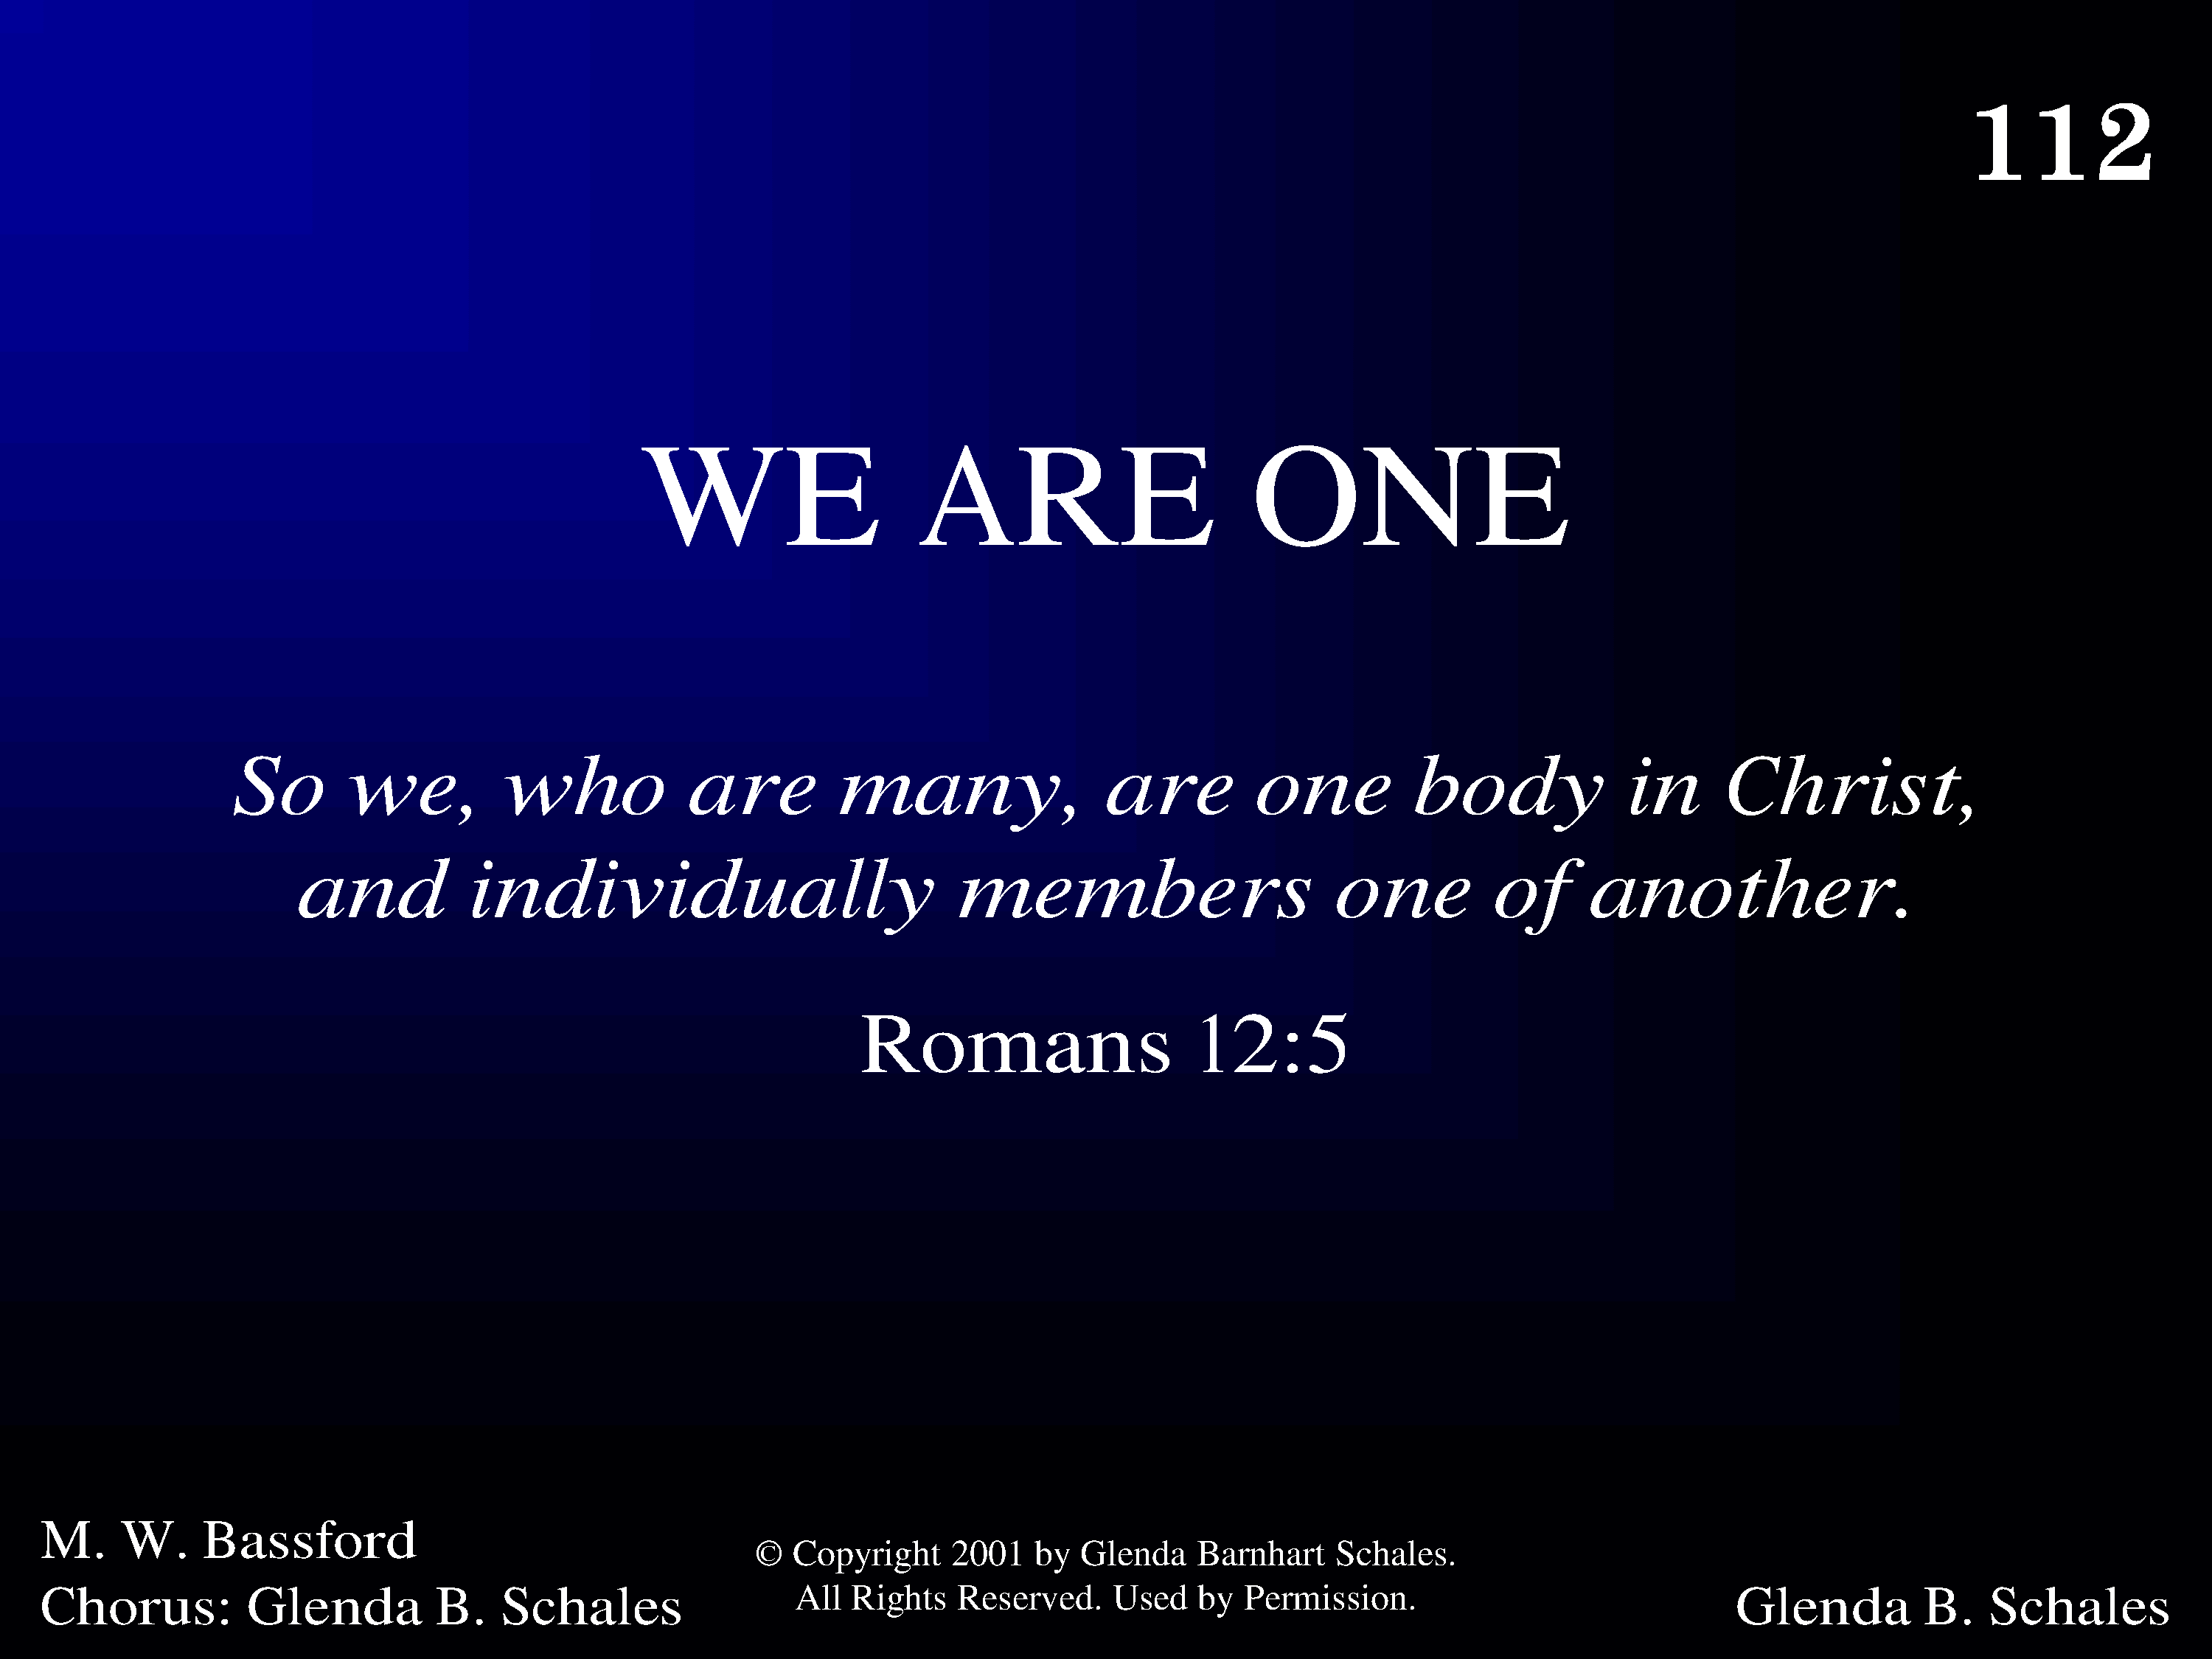 112
WE ARE ONE
So we, who are many, are one body in Christ,
and individually members one of another.
Romans 12:5
M. W. Bassford
Chorus: Glenda B. Schales
© Copyright 2001 by Glenda Barnhart Schales.
All Rights Reserved. Used by Permission.
Glenda B. Schales